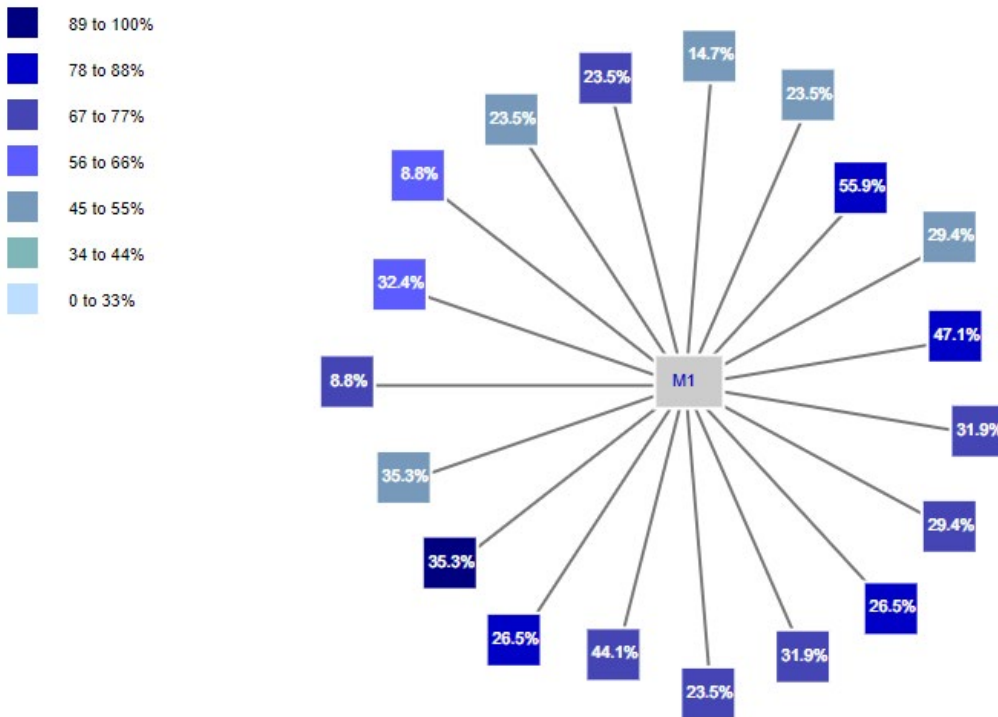 89 to 100%
78 to 88%
67 to 77%
56 to 66%
45 to 55%
34 to 44%
0 to 33%
14.7%
23.5%
23.5%
23.5%
8.8%
55.9%
29.4%
32.4%
47.1%
M1
8.8%
31.9%
35.3%
29.4%
35.3%
26.5%
26.5%
44.1%
31.9%
23.5%